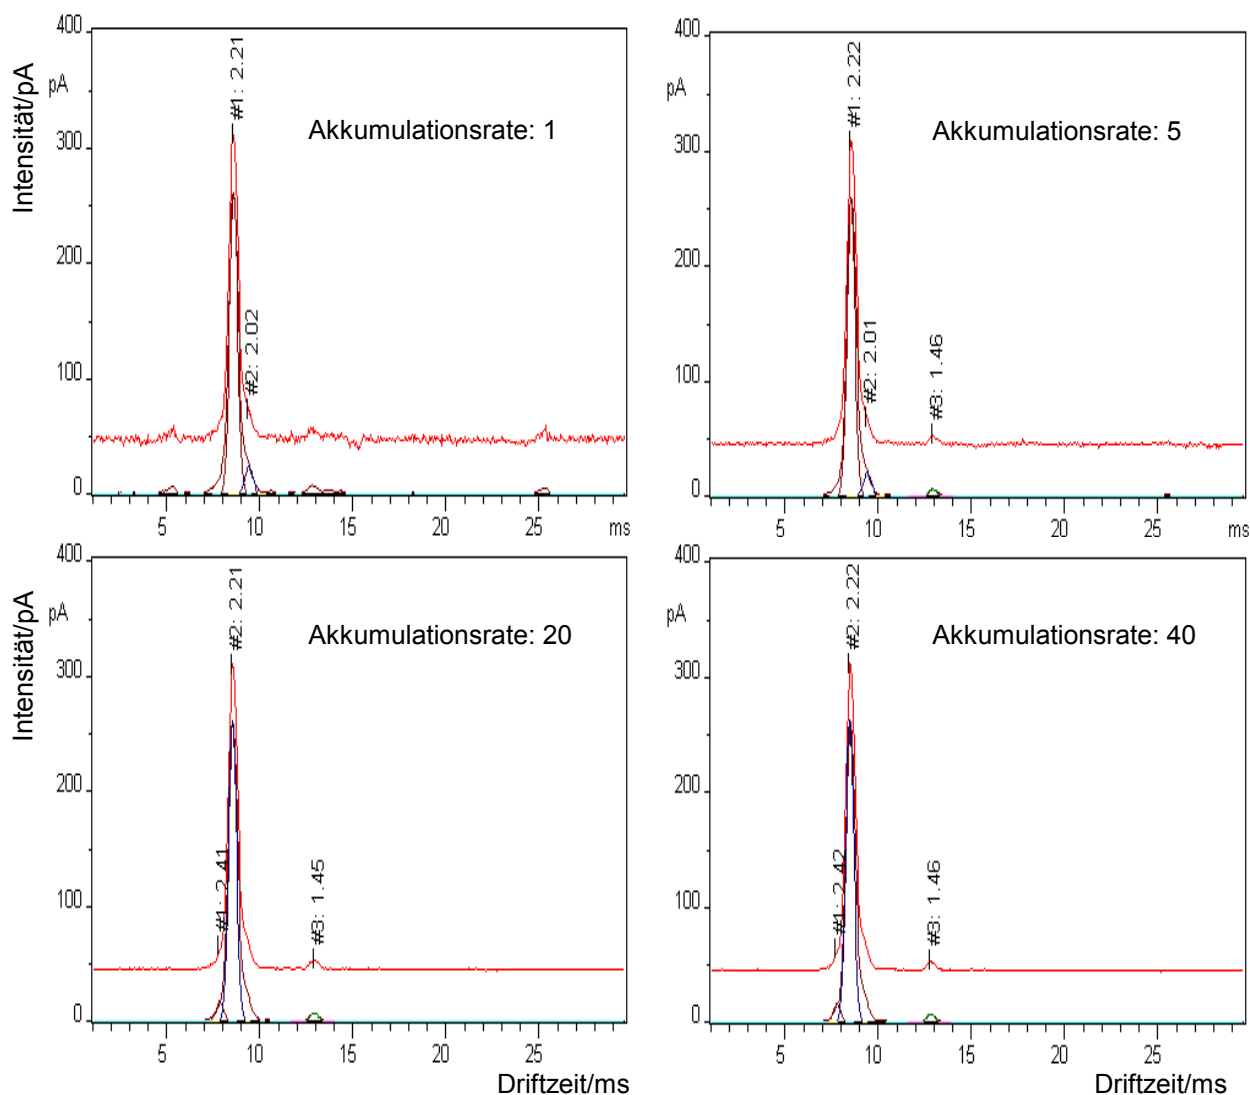 400
pA
Intensität/pA
#1: 2.21
Akkumulationsrate: 1
300
200
#2: 2.02
100
0
5 10 15 20 25 ms
400
pA
#1: 2.22
Akkumulationsrate: 5
300
200
#2: 2.01
#3: 1.46
100
0
5 10 15 20 25 ms
400
pA
Intensität/pA
#2: 2.21
Akkumulationsrate: 20
300
200
#1: 2.41
#3: 1.45
100
0
5 10 15 20 25
Driftzeit/ms
400
pA
#2: 2.22
Akkumulationsrate: 40
300
200
#1: 2.42
#3: 1.46
100
0
5 10 15 20 25
Driftzeit/ms